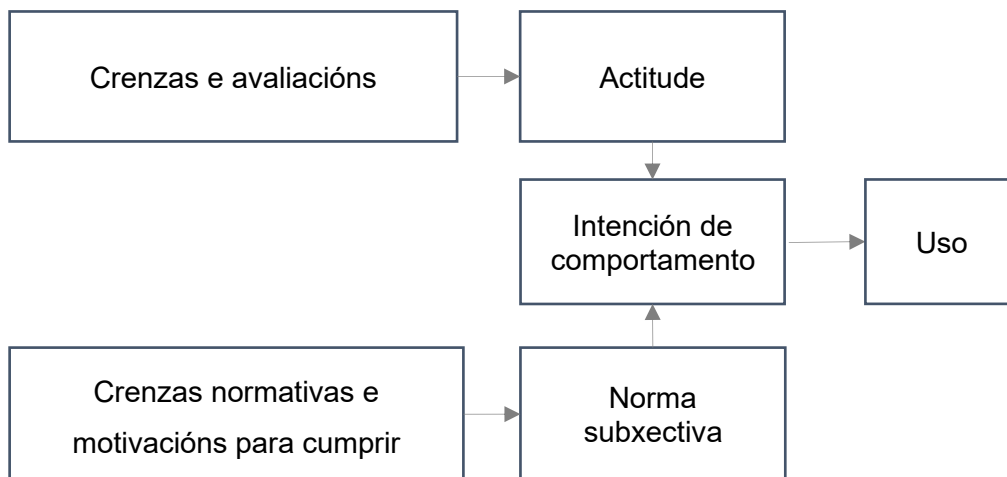 Crenzas e avaliacións
Actitude
Intención de
comportamento
Uso
Crenzas normativas e
motivacións para cumprir
Norma
subxectiva